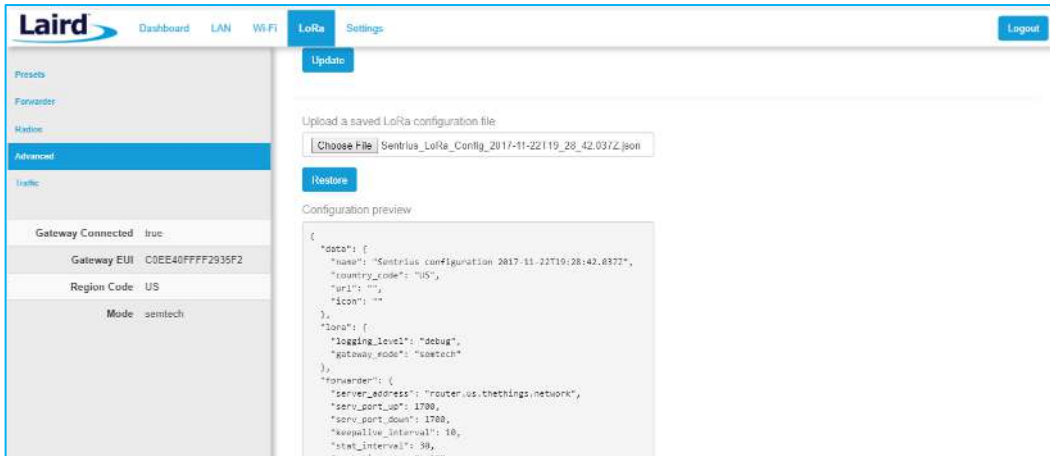 Laird
Dashboard LAN Wi-Fi LoRa Settings Logout
Presets
Forwarder
Radios
Advanced
Traffic
Gateway Connected true
Gateway EUI C0EE40FFFF2935F2
Region Code US
Mode semtech
Update
Upload a saved LoRa configuration file
Choose File Sentrius_LoRa_Config_2017-11-22T19_28_42.037Z.json
Restore
Configuration preview
{
"data": {
"name": "Sentrius configuration 2017-11-22T19:28:42.037Z",
"country_code": "US",
"url": "",
"icon": ""
},
"lora": {
"logging_level": "debug",
"gateway_mode": "semtech"
},
"forwarder": {
"server_address": "router.us.thethings.network",
"serv_port_up": 1700,
"serv_port_down": 1700,
"keepalive_interval": 10,
"stat_interval": 30,